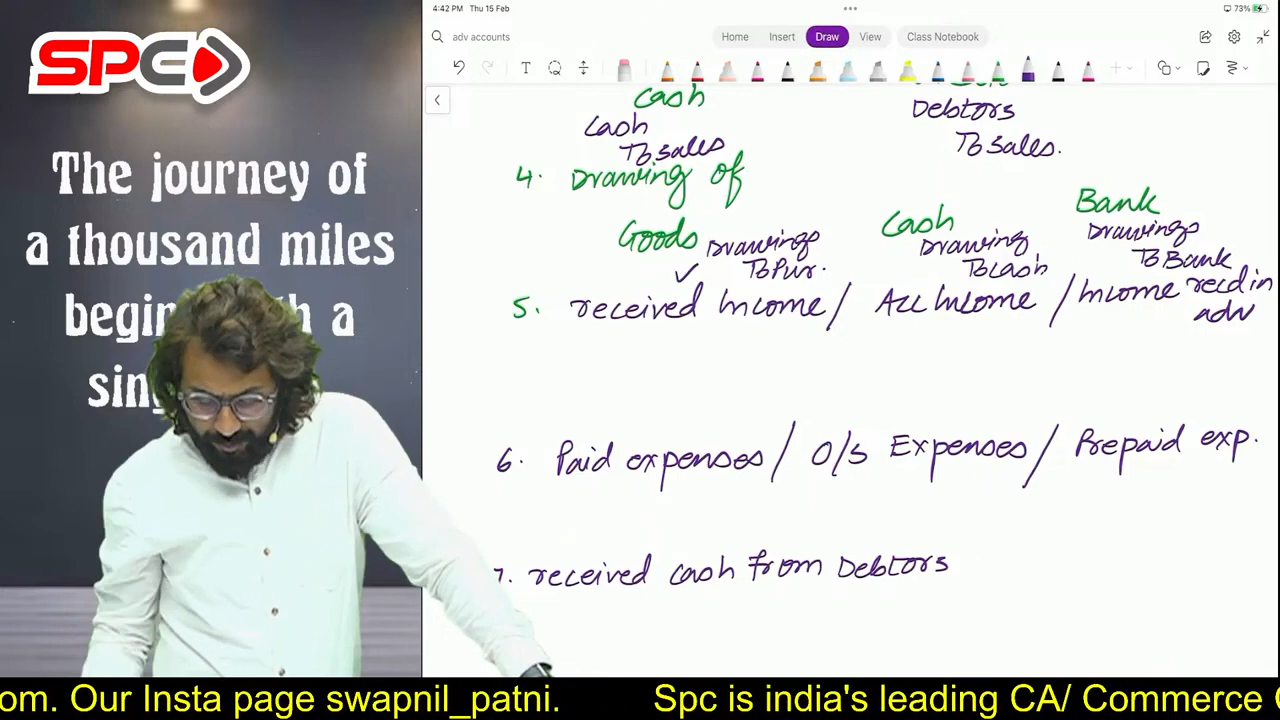 4:42 PM Thu 15 Feb
73%
adv accounts
Home Insert Draw View Class Notebook
SPC
The journey of
a thousand miles
a
Cash
Cash
To sales
Debtors
To sales.
4. Drawing of
Goods
Drawings
To Pur.
Cash
Drawing
To Cash
Bank
Drawings
To Bank
5. received Income / Acc Income / Income recd in
adv
6. Paid expenses / O/s Expenses / Prepaid exp.
7. received cash from Debtors
om. Our Insta page swapnil_patni. Spc is india's leading CA/ Commerce